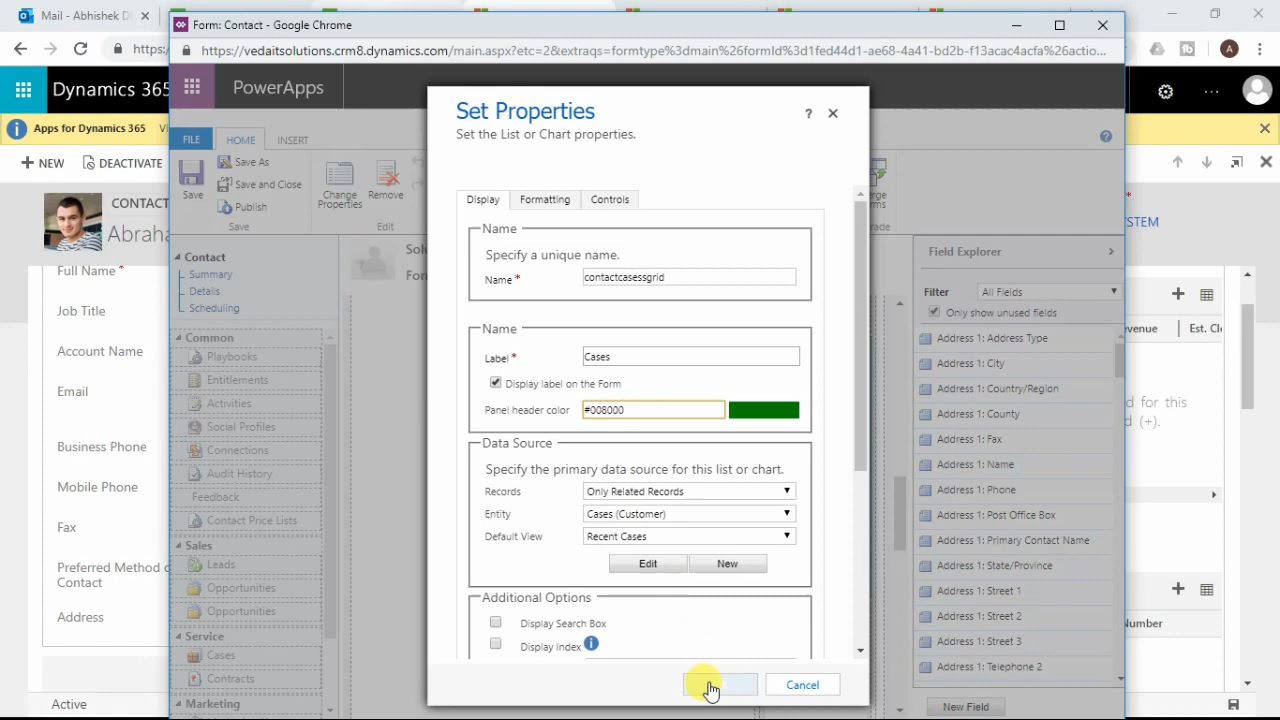 Mail - Abhishek D
Form: Contact - Google Chrome
https:/
https://vedaitsolutions.crm8.dynamics.com/main.aspx?etc=2&extraqs=formtype%3dmain%26formId%3d1fed44d1-ae68-4a41-bd2b-f13acac4acfa%26actio...
A
Dynamics 365
PowerApps
Apps for Dynamics 365
NEW
DEACTIVATE
CONTACT
Abraha
Full Name *
Job Title
Account Name
Email
Business Phone
Mobile Phone
Fax
Preferred Method o
Contact
Address
Active
FILE
HOME
INSERT
Save
Save As
Save and Close
Publish
Save
Change
Properties
Remove
Edit
Contact
Summary
Details
Scheduling
Common
Playbooks
Entitlements
Activities
Social Profiles
Connections
Audit History
Feedback
Contact Price Lists
Sales
Leads
Opportunities
Opportunities
Service
Cases
Contracts
Marketing
Set Properties
Set the List or Chart properties.
?
Display
Formatting
Controls
Name
Specify a unique name.
Name *
contactcasessgrid
Name
Label *
Cases
Display label on the Form
Panel header color
#008000
Data Source
Specify the primary data source for this list or chart.
Records
Only Related Records
Entity
Cases (Customer)
Default View
Recent Cases
Edit
New
Additional Options
Display Search Box
Display Index
Cancel
Field Explorer
Filter
All Fields
Only show unused fields
Address 1: Address Type
Address 1: City
Address 1: Country/Region
Address 1: County
Address 1: Fax
Address 1: Name
Address 1: Phone
Address 1: Post Office Box
Address 1: Primary Contact Name
Address 1: State/Province
Address 1: Street 1
Address 1: Street 2
Address 1: Street 3
Address 1: Telephone 2
New Field
STEM
evenue
Est. Cl
d for this
d (+).
Number